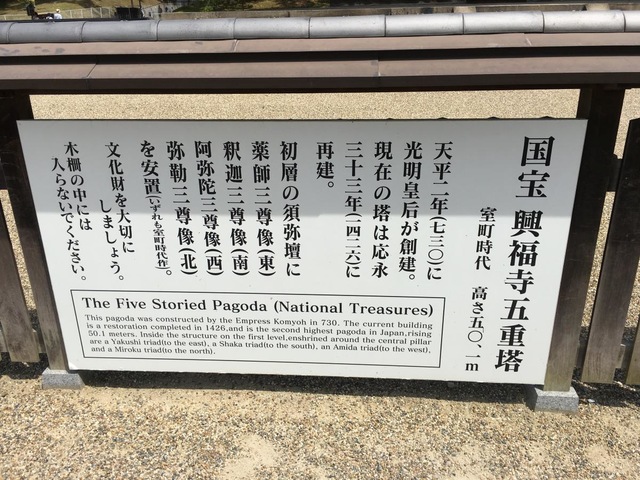 国宝 興福寺五重塔
室町時代 高さ五〇、一m
天平二年(七三〇)に
光明皇后が創建。
現在の塔は応永
三十三年(一四二六)に
再建。
初層の須弥壇に
薬師三尊像(東)
釈迦三尊像(南)
阿弥陀三尊像(西)
弥勒三尊像(北)
を安置(いずれも室町時代作)。
文化財を大切に
しましょう。
木柵の中には
入らないでください。
The Five Storied Pagoda (National Treasures)
This pagoda was constructed by the Empress Komyoh in 730. The current building
is a restoration completed in 1426,and is the second highest pagoda in Japan,rising
50.1 meters. Inside the structure on the first level,enshrined around the central pillar
are a Yakushi triad(to the east), a Shaka triad(to the south), an Amida triad(to the west),
and a Miroku triad(to the north).